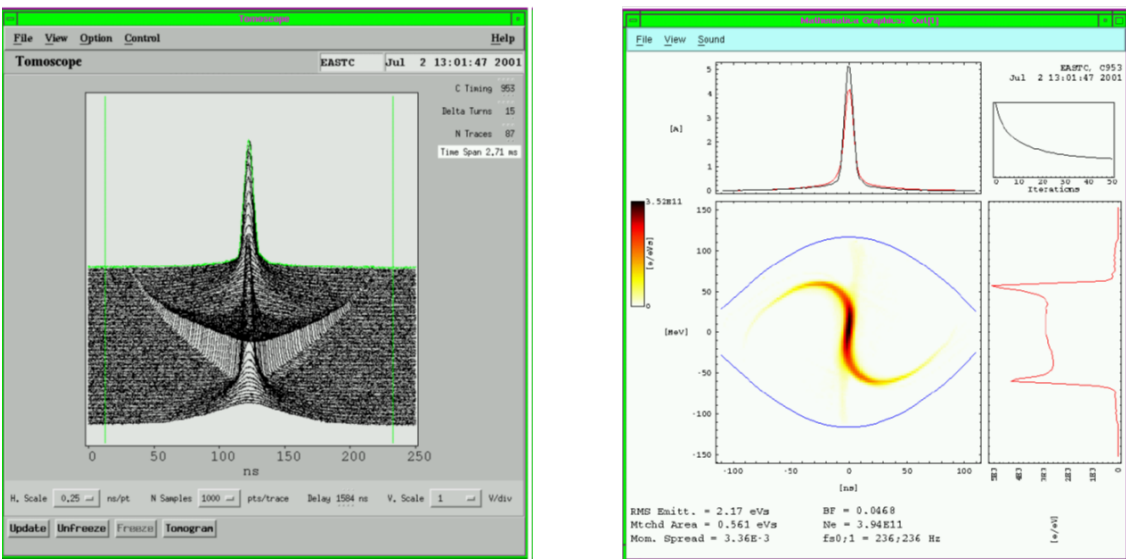 Tomoscope
File View Option Control Help
Tomoscope EASTC Jul 2 13:01:47 2001
C Timing 953
Delta Turns 15
N Traces 87
Time Span 2.71 ms
0 50 100 150 200 250
ns
H. Scale 0.25 ns/pt N Samples 1000 pts/trace Delay 1584 ns V. Scale 1 V/div
Update UnFreeze Freeze Tomogram
Mathematica Graphics: Out[1]
File View Sound
EASTC, C953
Jul 2 13:01:47 2001
5
4
3
2
1
0
[A]
0 10 20 30 40 50
Iterations
3.52E11
[e/eVs]
0
150
100
50
0
-50
-100
-150
[MeV]
-100 -50 0 50 100
[ns]
5E3 4E3 3E3 2E3 1E3 0
[e/eV]
RMS Emitt. = 2.17 eVs BF = 0.0468
Mtchd Area = 0.561 eVs Ne = 3.94E11
Mom. Spread = 3.36E-3 fs0;1 = 236;236 Hz